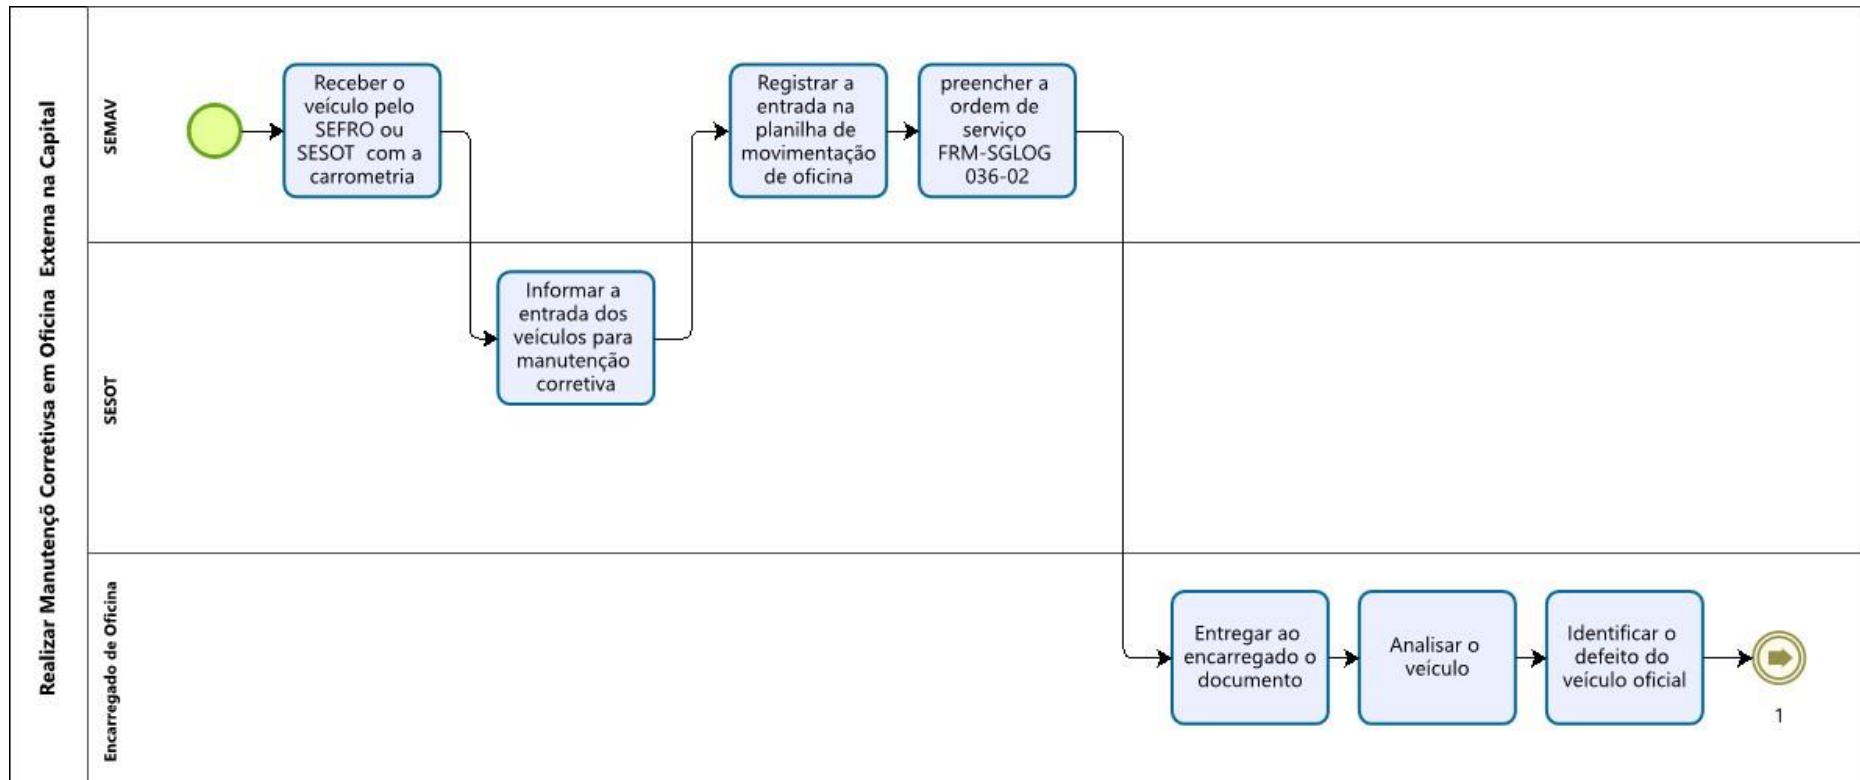 Realizar Manutençõ Corretivsa em Oficina Externa na Capital
SEMAV
Receber o
veículo pelo
SEFRO ou
SESOT com a
carrometria
Registrar a
entrada na
planilha de
movimentação
de oficina
preencher a
ordem de
serviço
FRM-SGLOG
036-02
SESOT
Informar a
entrada dos
veículos para
manutenção
corretiva
Encarregado de Oficina
Entregar ao
encarregado o
documento
Analisar o
veículo
Identificar o
defeito do
veículo oficial
1